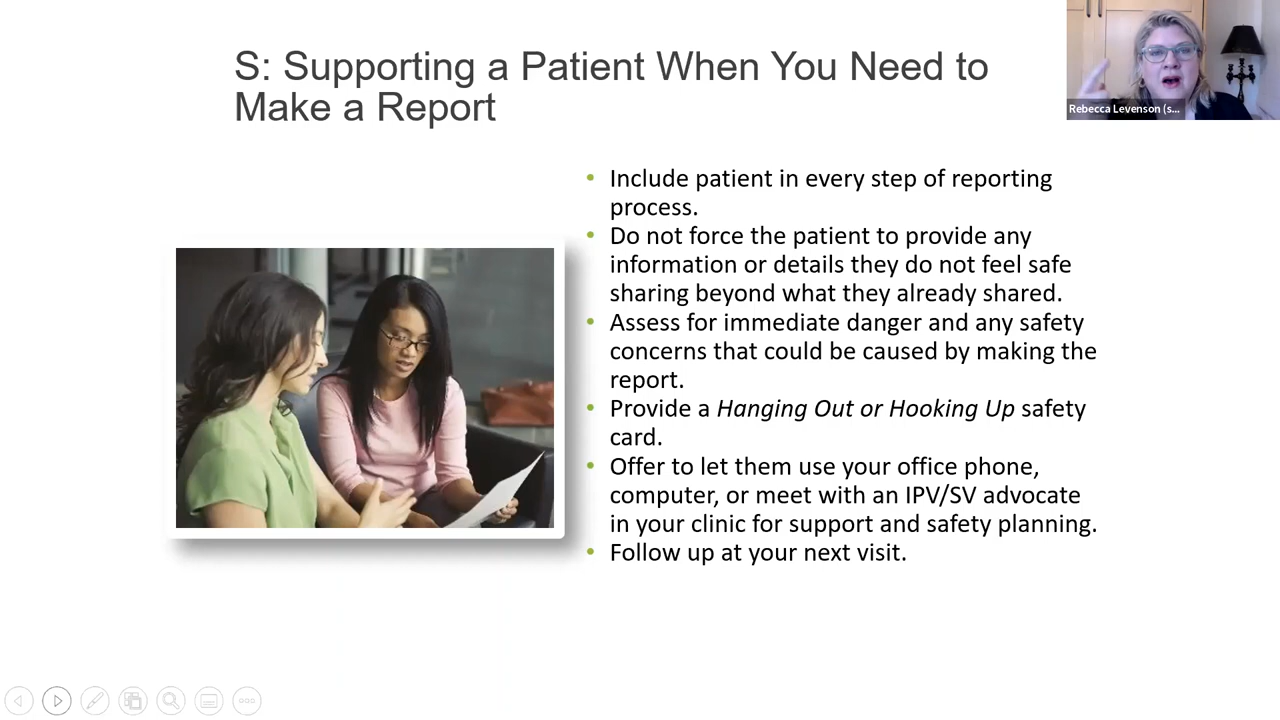 S: Supporting a Patient When You Need to
Make a Report
Rebecca Levenson (s...
• Include patient in every step of reporting
process.
• Do not force the patient to provide any
information or details they do not feel safe
sharing beyond what they already shared.
• Assess for immediate danger and any safety
concerns that could be caused by making the
report.
• Provide a Hanging Out or Hooking Up safety
card.
• Offer to let them use your office phone,
computer, or meet with an IPV/SV advocate
in your clinic for support and safety planning.
• Follow up at your next visit.